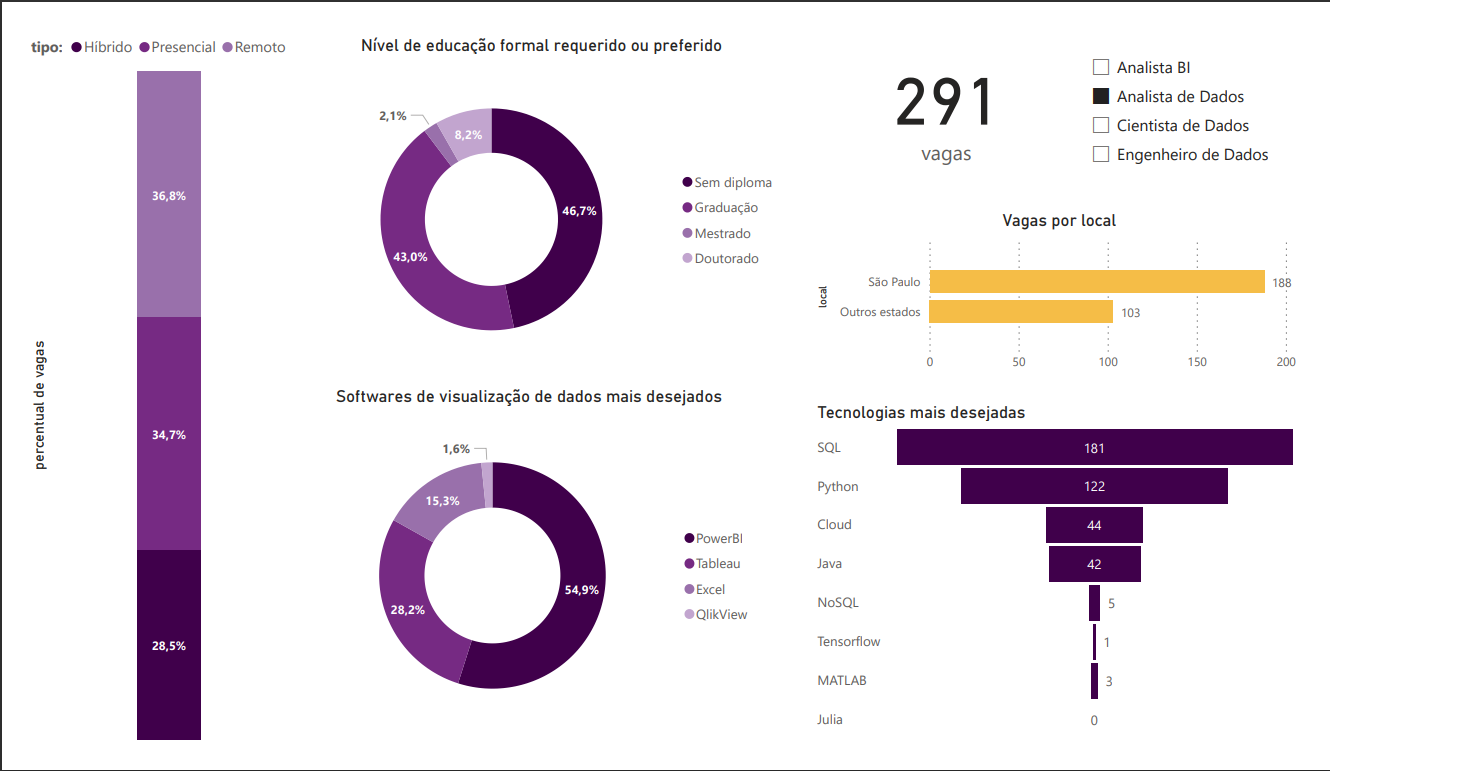 tipo: Híbrido Presencial Remoto
percentual de vagas
36,8%
34,7%
28,5%
Nível de educação formal requerido ou preferido
2,1%
8,2%
46,7%
43,0%
Sem diploma
Graduação
Mestrado
Doutorado
Softwares de visualização de dados mais desejados
1,6%
15,3%
54,9%
28,2%
PowerBI
Tableau
Excel
QlikView
291
vagas
Analista BI
Analista de Dados
Cientista de Dados
Engenheiro de Dados
Vagas por local
local
São Paulo 188
Outros estados 103
0 50 100 150 200
Tecnologias mais desejadas
SQL 181
Python 122
Cloud 44
Java 42
NoSQL 5
Tensorflow 1
MATLAB 3
Julia 0